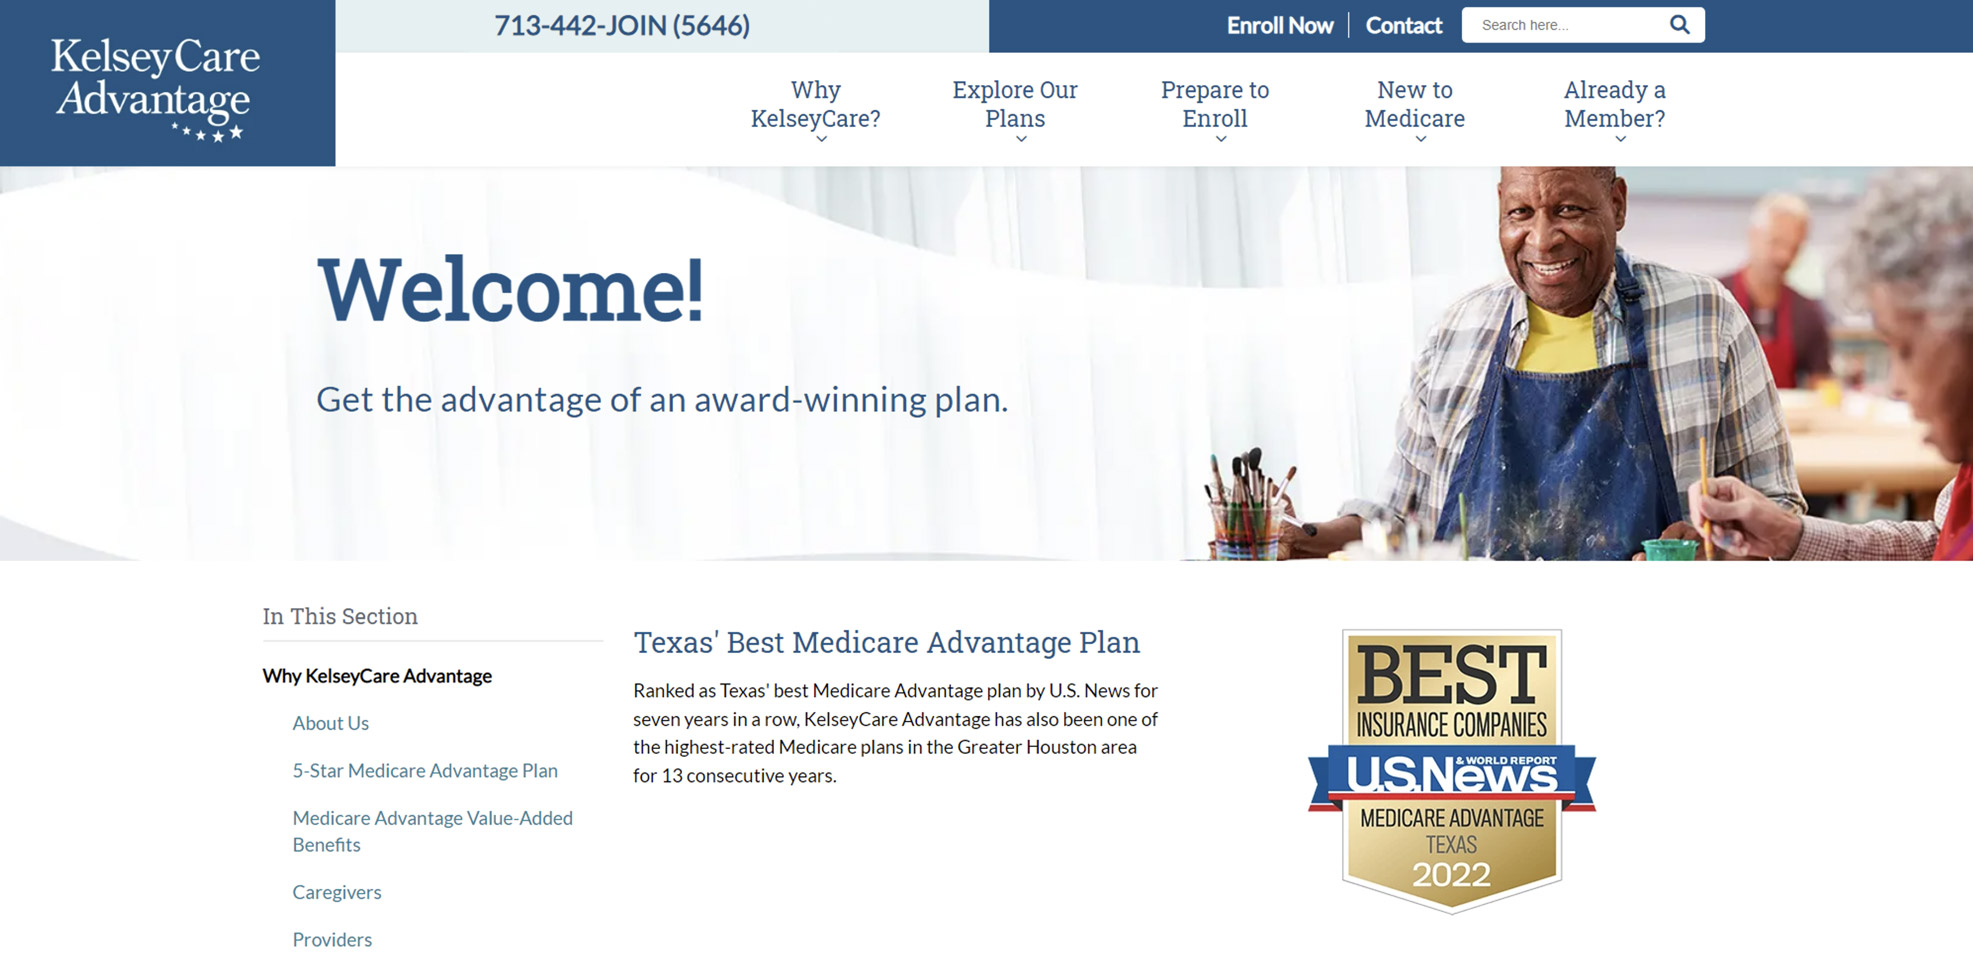 KelseyCare
Advantage
713-442-JOIN (5646)
Enroll Now
Contact
Search here...
Why
KelseyCare?
Explore Our
Plans
Prepare to
Enroll
New to
Medicare
Already a
Member?
Welcome!
Get the advantage of an award-winning plan.
In This Section
Why KelseyCare Advantage
About Us
5-Star Medicare Advantage Plan
Medicare Advantage Value-Added
Benefits
Caregivers
Providers
Texas' Best Medicare Advantage Plan
Ranked as Texas' best Medicare Advantage plan by U.S. News for
seven years in a row, KelseyCare Advantage has also been one of
the highest-rated Medicare plans in the Greater Houston area
for 13 consecutive years.
BEST
INSURANCE COMPANIES
U.S.News
& WORLD REPORT
MEDICARE ADVANTAGE
TEXAS
2022